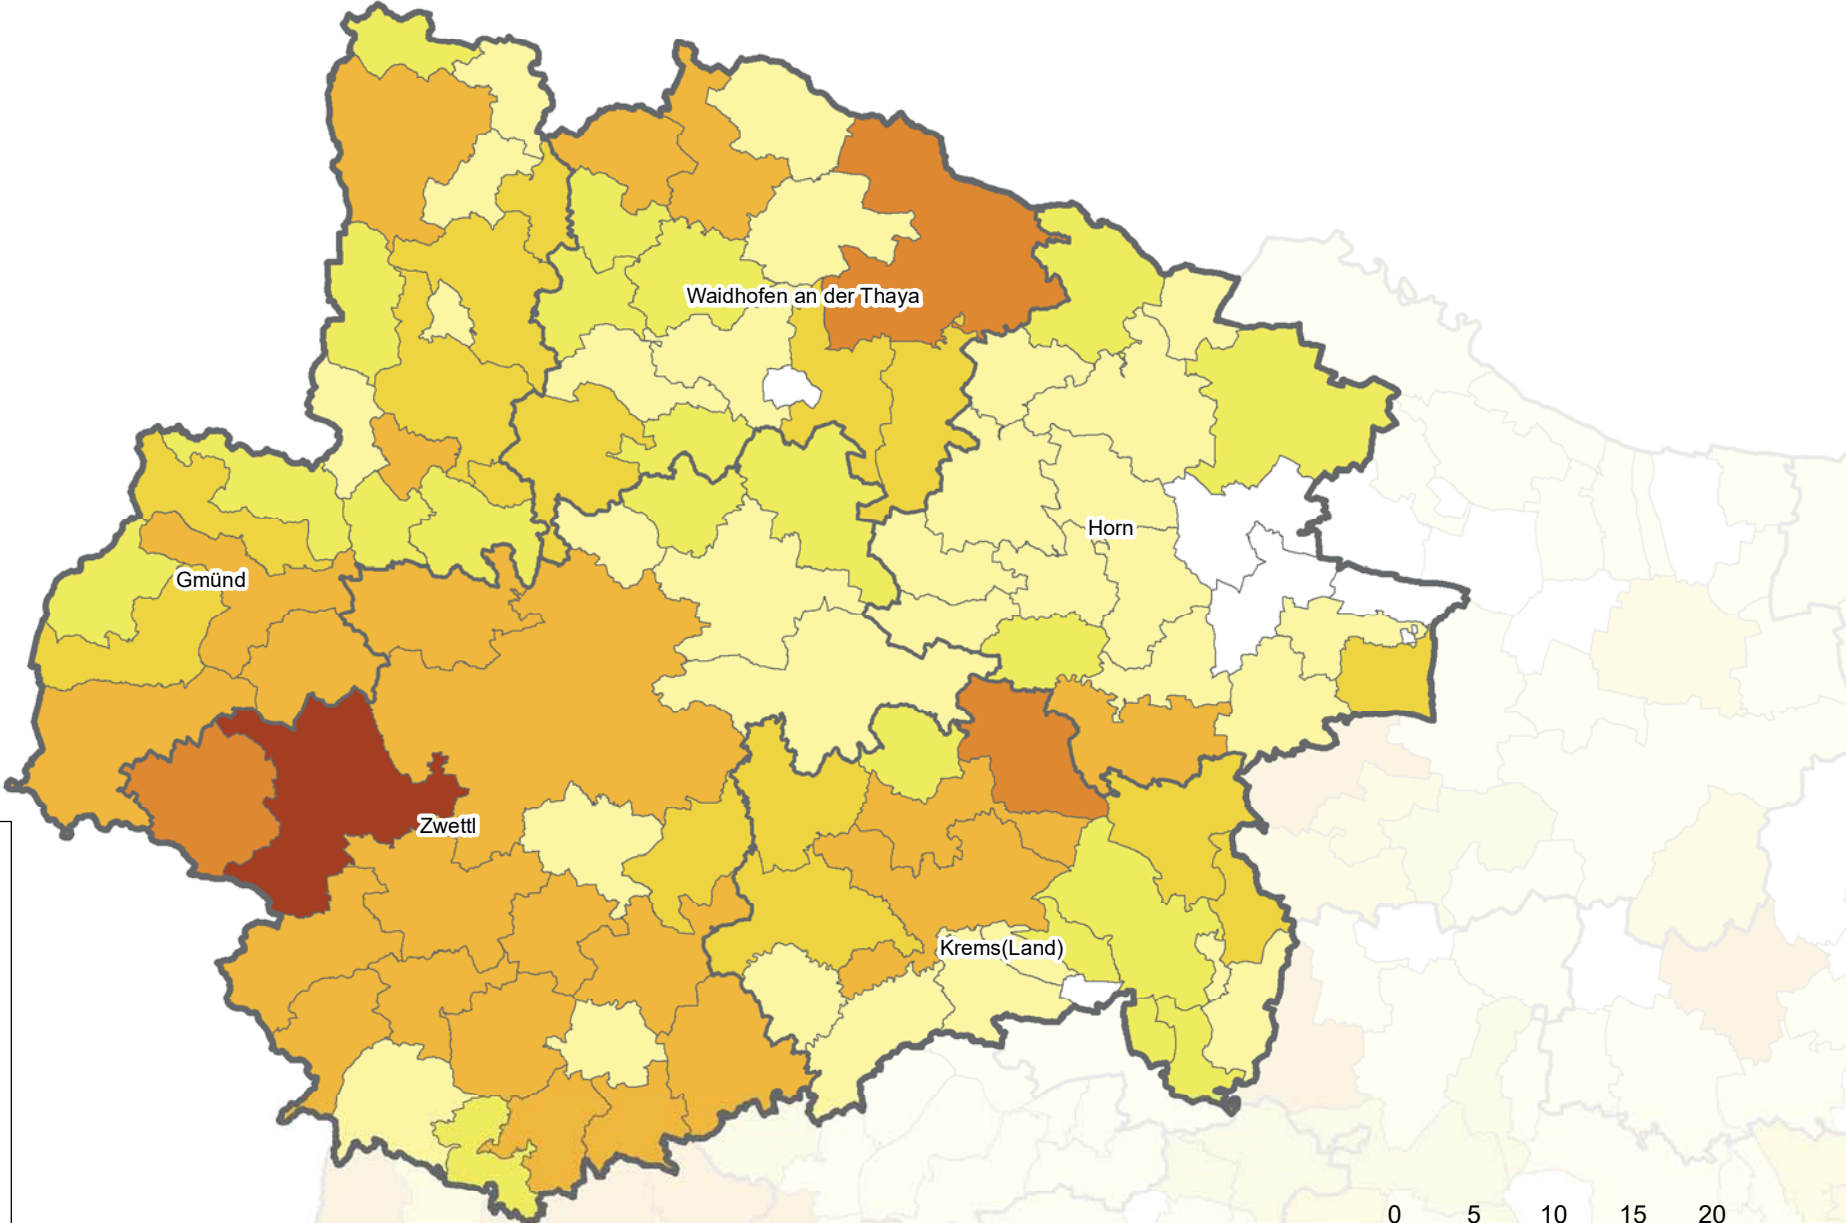 Waidhofen an der Thaya
Horn
Gmünd
Zwettl
Krems(Land)
0 5 10 15 20